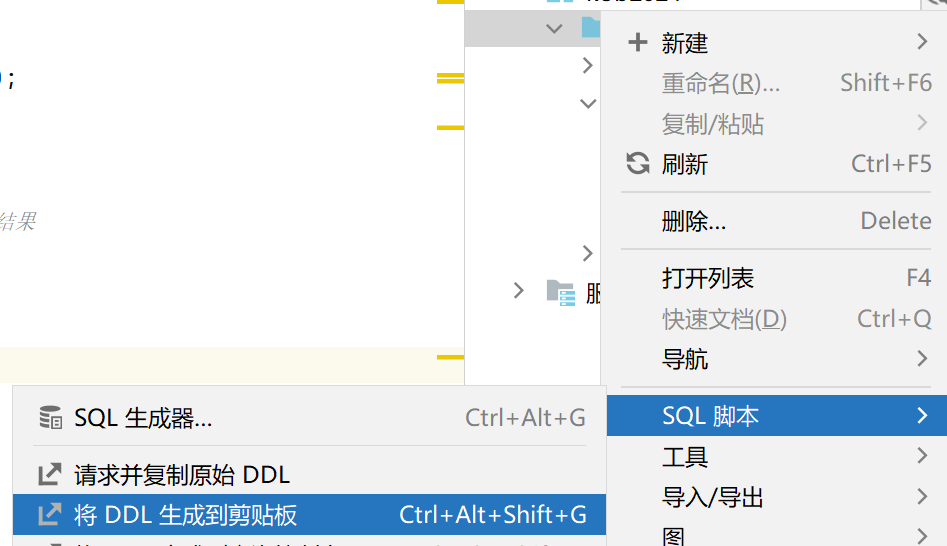 );
结果
新建
重命名(R)... Shift+F6
复制/粘贴
刷新 Ctrl+F5
删除... Delete
打开列表 F4
快速文档(D) Ctrl+Q
导航
SQL 脚本
工具
导入/导出
图
SQL 生成器... Ctrl+Alt+G
请求并复制原始 DDL
将 DDL 生成到剪贴板 Ctrl+Alt+Shift+G